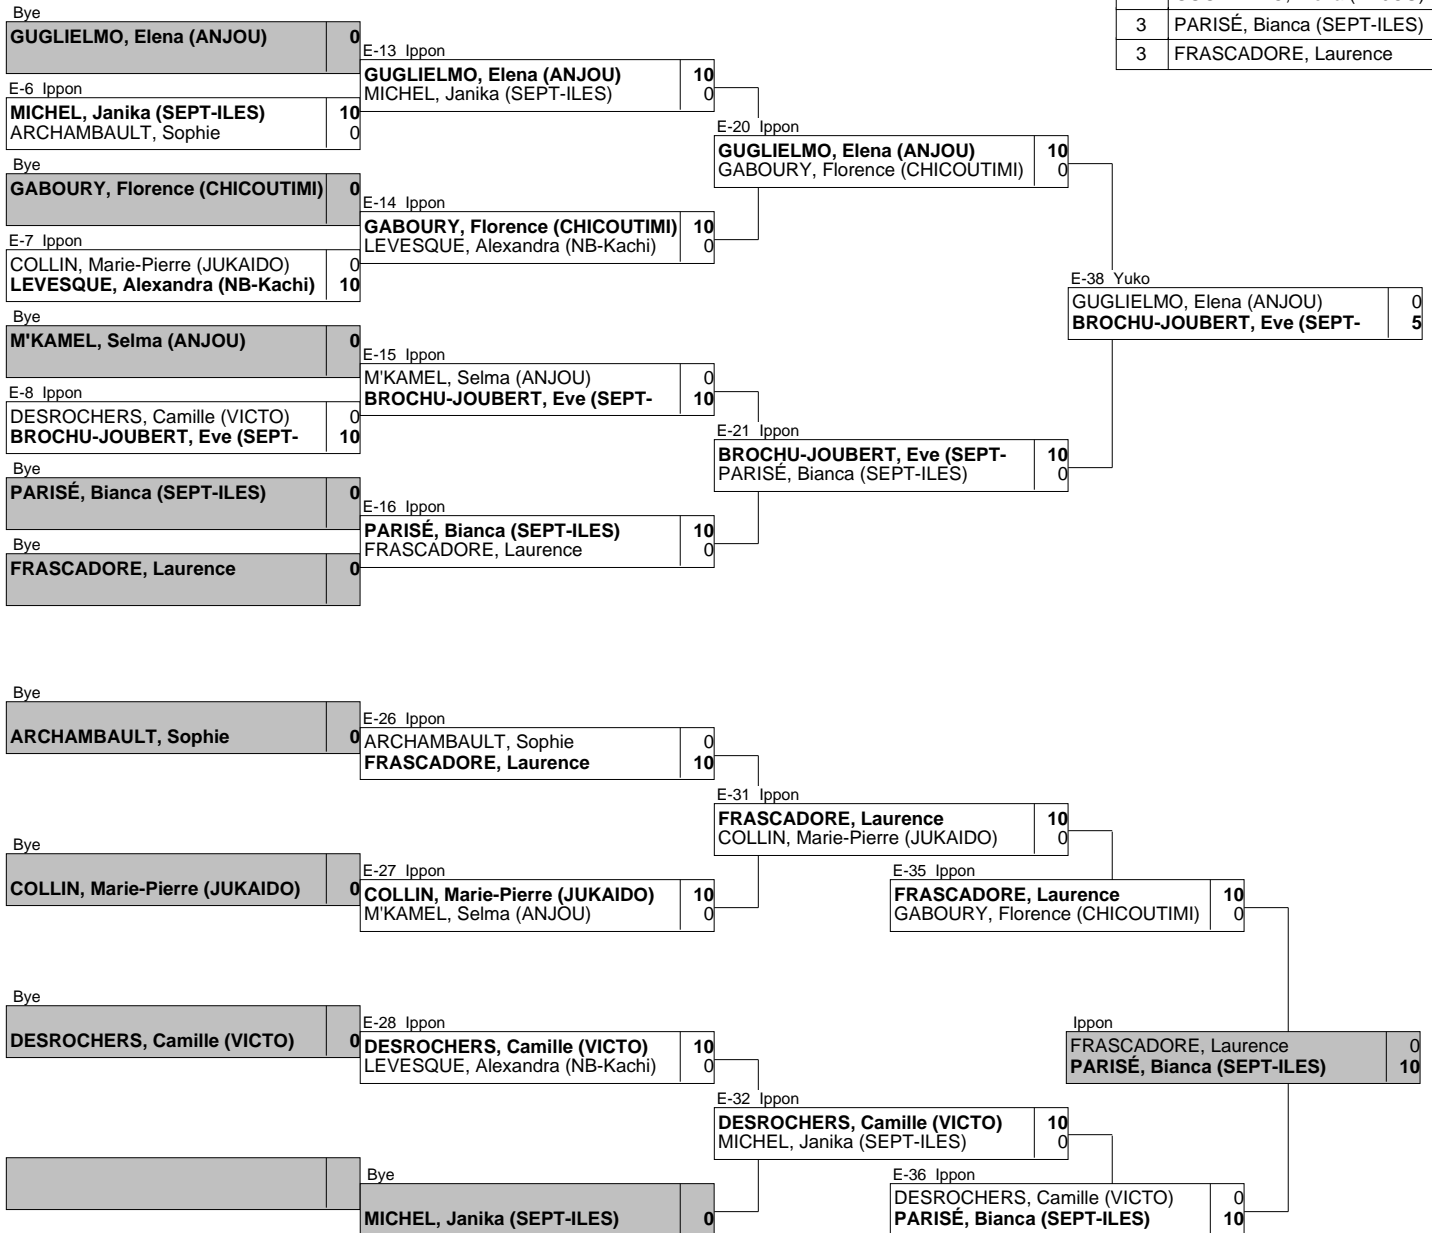 3 PARISÉ, Bianca (SEPT-ILES)
3 FRASCADORE, Laurence
Bye
GUGLIELMO, Elena (ANJOU) 0
E-6 Ippon
MICHEL, Janika (SEPT-ILES) 10
ARCHAMBAULT, Sophie 0
Bye
GABOURY, Florence (CHICOUTIMI) 0
E-7 Ippon
COLLIN, Marie-Pierre (JUKAIDO) 0
LEVESQUE, Alexandra (NB-Kachi) 10
Bye
M'KAMEL, Selma (ANJOU) 0
E-8 Ippon
DESROCHERS, Camille (VICTO) 0
BROCHU-JOUBERT, Eve (SEPT- 10
Bye
PARISÉ, Bianca (SEPT-ILES) 0
Bye
FRASCADORE, Laurence 0
E-13 Ippon
GUGLIELMO, Elena (ANJOU) 10
MICHEL, Janika (SEPT-ILES) 0
E-14 Ippon
GABOURY, Florence (CHICOUTIMI) 10
LEVESQUE, Alexandra (NB-Kachi) 0
E-15 Ippon
M'KAMEL, Selma (ANJOU) 0
BROCHU-JOUBERT, Eve (SEPT- 10
E-16 Ippon
PARISÉ, Bianca (SEPT-ILES) 10
FRASCADORE, Laurence 0
E-20 Ippon
GUGLIELMO, Elena (ANJOU) 10
GABOURY, Florence (CHICOUTIMI) 0
E-21 Ippon
BROCHU-JOUBERT, Eve (SEPT- 10
PARISÉ, Bianca (SEPT-ILES) 0
E-38 Yuko
GUGLIELMO, Elena (ANJOU) 0
BROCHU-JOUBERT, Eve (SEPT- 5
Bye
ARCHAMBAULT, Sophie 0
Bye
COLLIN, Marie-Pierre (JUKAIDO) 0
Bye
DESROCHERS, Camille (VICTO) 0
E-26 Ippon
ARCHAMBAULT, Sophie 0
FRASCADORE, Laurence 10
E-27 Ippon
COLLIN, Marie-Pierre (JUKAIDO) 10
M'KAMEL, Selma (ANJOU) 0
E-28 Ippon
DESROCHERS, Camille (VICTO) 10
LEVESQUE, Alexandra (NB-Kachi) 0
Bye
MICHEL, Janika (SEPT-ILES) 0
E-31 Ippon
FRASCADORE, Laurence 10
COLLIN, Marie-Pierre (JUKAIDO) 0
E-32 Ippon
DESROCHERS, Camille (VICTO) 10
MICHEL, Janika (SEPT-ILES) 0
E-35 Ippon
FRASCADORE, Laurence 10
GABOURY, Florence (CHICOUTIMI) 0
E-36 Ippon
DESROCHERS, Camille (VICTO) 0
PARISÉ, Bianca (SEPT-ILES) 10
Ippon
FRASCADORE, Laurence 0
PARISÉ, Bianca (SEPT-ILES) 10